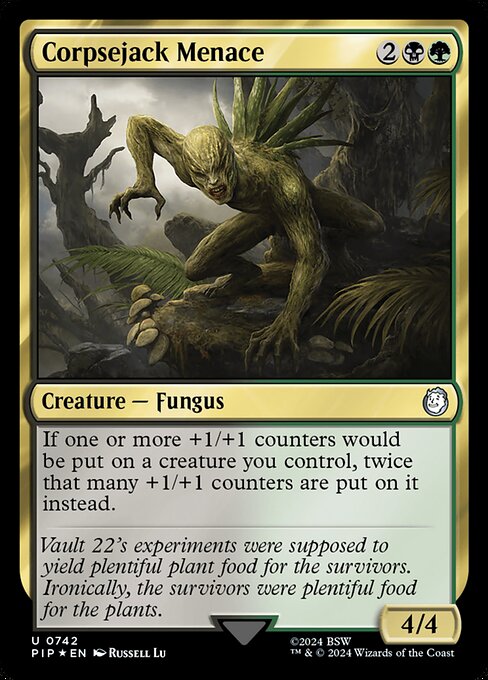 Corpsejack Menace 2
Creature — Fungus
If one or more +1/+1 counters would
be put on a creature you control, twice
that many +1/+1 counters are put on it
instead.
Vault 22's experiments were supposed to
yield plentiful plant food for the survivors.
Ironically, the survivors were plentiful food
for the plants.
4/4
U 0742
PIP ★ EN Russell Lu
©2024 BSW
™ & © 2024 Wizards of the Coast